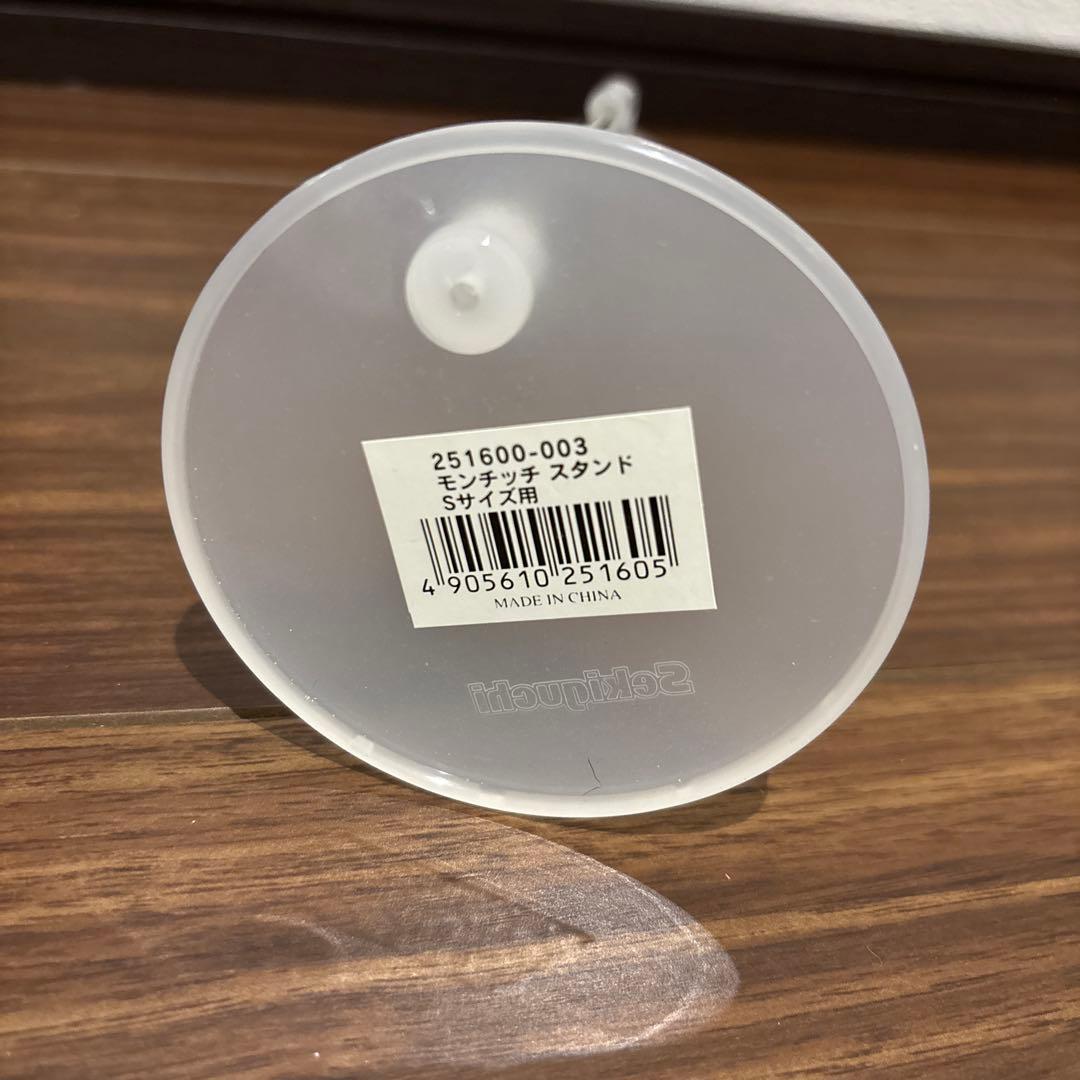 251600-003
モンチッチ スタンド
Sサイズ用
4 905610 251605
MADE IN CHINA
Sekiguchi